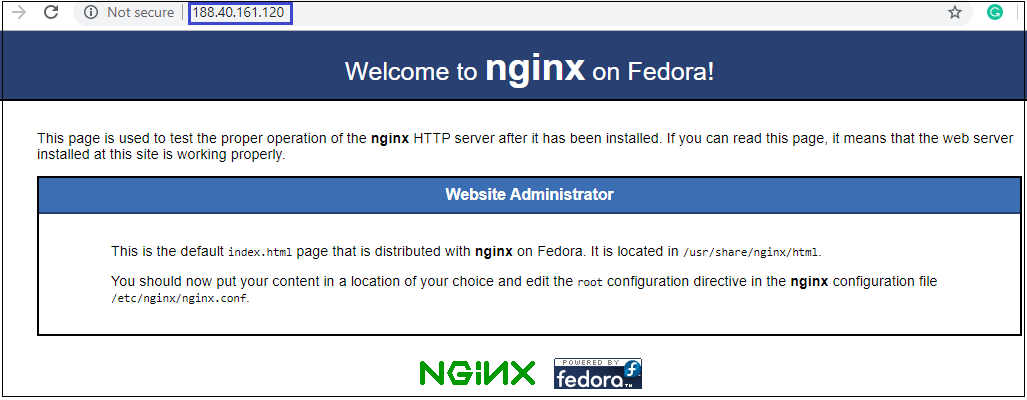 Not secure 188.40.161.120
Welcome to nginx on Fedora!
This page is used to test the proper operation of the nginx HTTP server after it has been installed. If you can read this page, it means that the web server
installed at this site is working properly.
Website Administrator
This is the default index.html page that is distributed with nginx on Fedora. It is located in /usr/share/nginx/html.
You should now put your content in a location of your choice and edit the root configuration directive in the nginx configuration file
/etc/nginx/nginx.conf.
NGINX
POWERED BY
fedora™